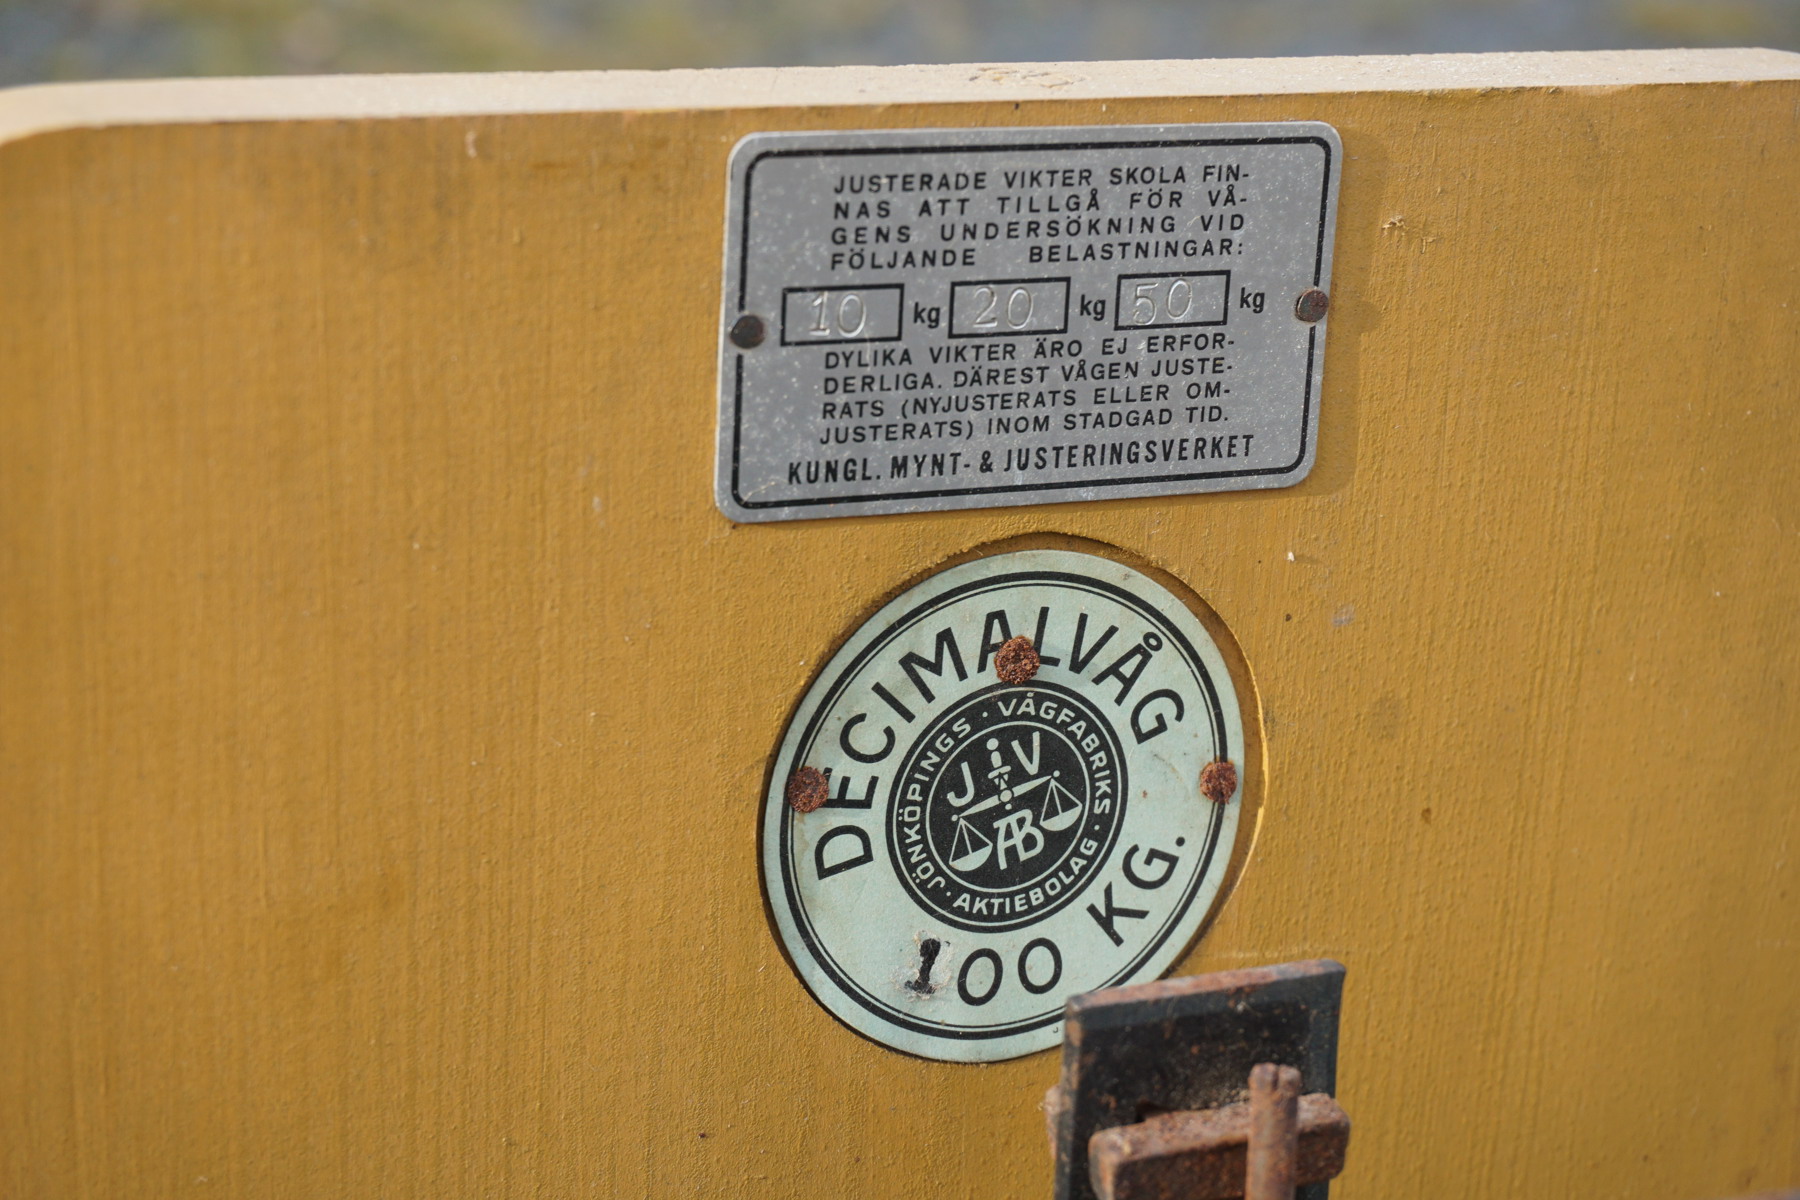 JUSTERADE VIKTER SKOLA FIN-
NAS ATT TILLGÅ FÖR VÅ-
GENS UNDERSÖKNING VID
FÖLJANDE BELASTNINGAR:
10 kg 20 kg 50 kg
DYLIKA VIKTER ÄRO EJ ERFOR-
DERLIGA. DÄREST VÅGEN JUSTE-
RATS (NYJUSTERATS ELLER OM-
JUSTERATS) INOM STADGAD TID.
KUNGL. MYNT- & JUSTERINGSVERKET
DECIMALVÅG
JÖNKÖPINGS · VÅGFABRIKS · AKTIEBOLAG ·
J V
AB
100 KG.